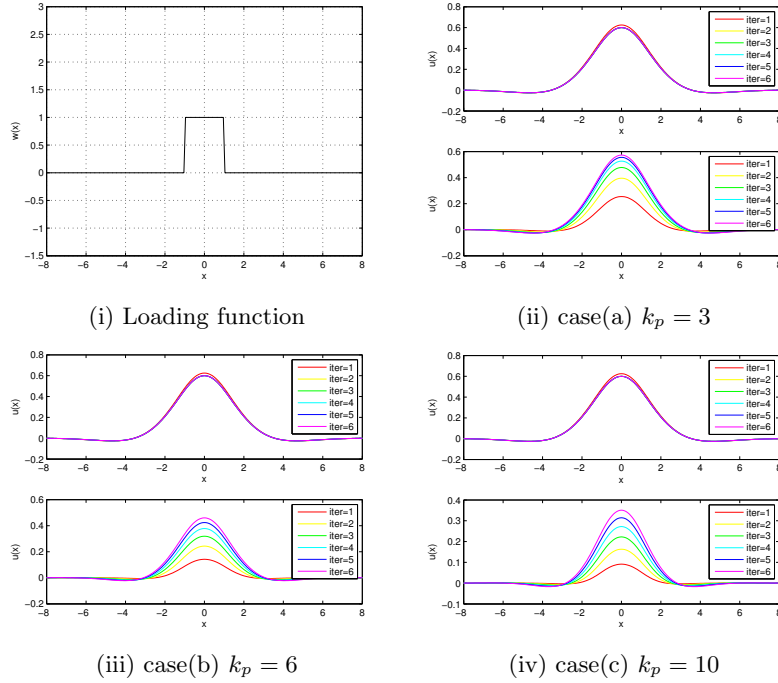 3
2.5
2
1.5
1
0.5
0
−0.5
−1
−1.5
w(x)
−8 −6 −4 −2 0 2 4 6 8
x
(i) Loading function
0.8
0.6
0.4
0.2
0
−0.2
u(x)
−8 −6 −4 −2 0 2 4 6 8
x
iter=1
iter=2
iter=3
iter=4
iter=5
iter=6
0.6
0.4
0.2
0
−0.2
u(x)
−8 −6 −4 −2 0 2 4 6 8
x
iter=1
iter=2
iter=3
iter=4
iter=5
iter=6
(ii) case(a) kₚ = 3
0.8
0.6
0.4
0.2
0
−0.2
u(x)
−8 −6 −4 −2 0 2 4 6 8
x
iter=1
iter=2
iter=3
iter=4
iter=5
iter=6
0.6
0.4
0.2
0
−0.2
u(x)
−8 −6 −4 −2 0 2 4 6 8
x
iter=1
iter=2
iter=3
iter=4
iter=5
iter=6
(iii) case(b) kₚ = 6
0.8
0.6
0.4
0.2
0
−0.2
u(x)
−8 −6 −4 −2 0 2 4 6 8
x
iter=1
iter=2
iter=3
iter=4
iter=5
iter=6
0.4
0.3
0.2
0.1
0
−0.1
u(x)
−8 −6 −4 −2 0 2 4 6 8
x
iter=1
iter=2
iter=3
iter=4
iter=5
iter=6
(iv) case(c) kₚ = 10